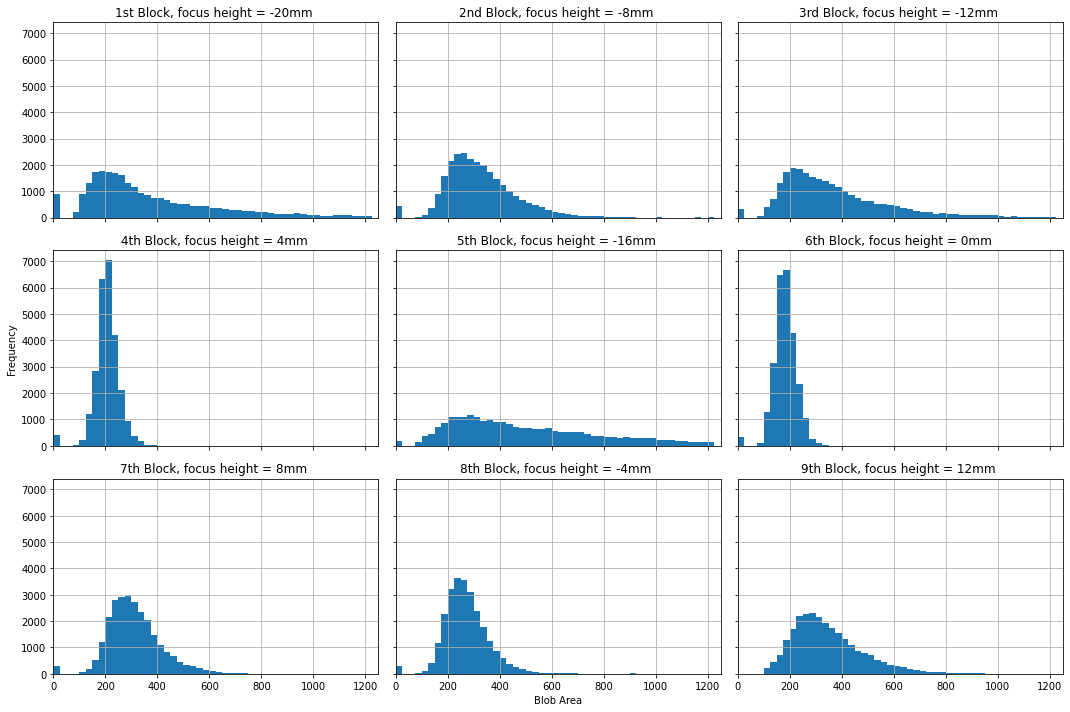 1st Block, focus height = -20mm
2nd Block, focus height = -8mm
3rd Block, focus height = -12mm
7000
6000
5000
4000
3000
2000
1000
0
4th Block, focus height = 4mm
5th Block, focus height = -16mm
6th Block, focus height = 0mm
7000
6000
5000
4000
3000
2000
1000
0
Frequency
7th Block, focus height = 8mm
8th Block, focus height = -4mm
9th Block, focus height = 12mm
7000
6000
5000
4000
3000
2000
1000
0
0 200 400 600 800 1000 1200
0 200 400 600 800 1000 1200
0 200 400 600 800 1000 1200
Blob Area